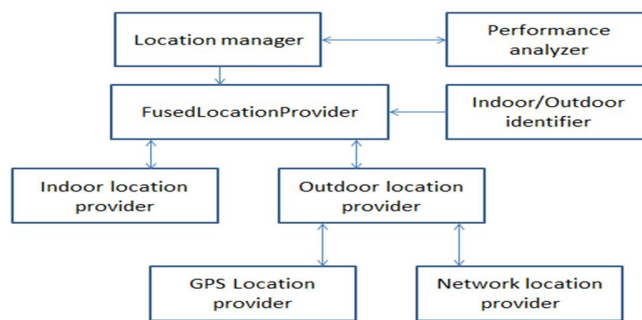 Location manager
Performance
analyzer
FusedLocationProvider
Indoor/Outdoor
identifier
Indoor location
provider
Outdoor location
provider
GPS Location
provider
Network location
provider